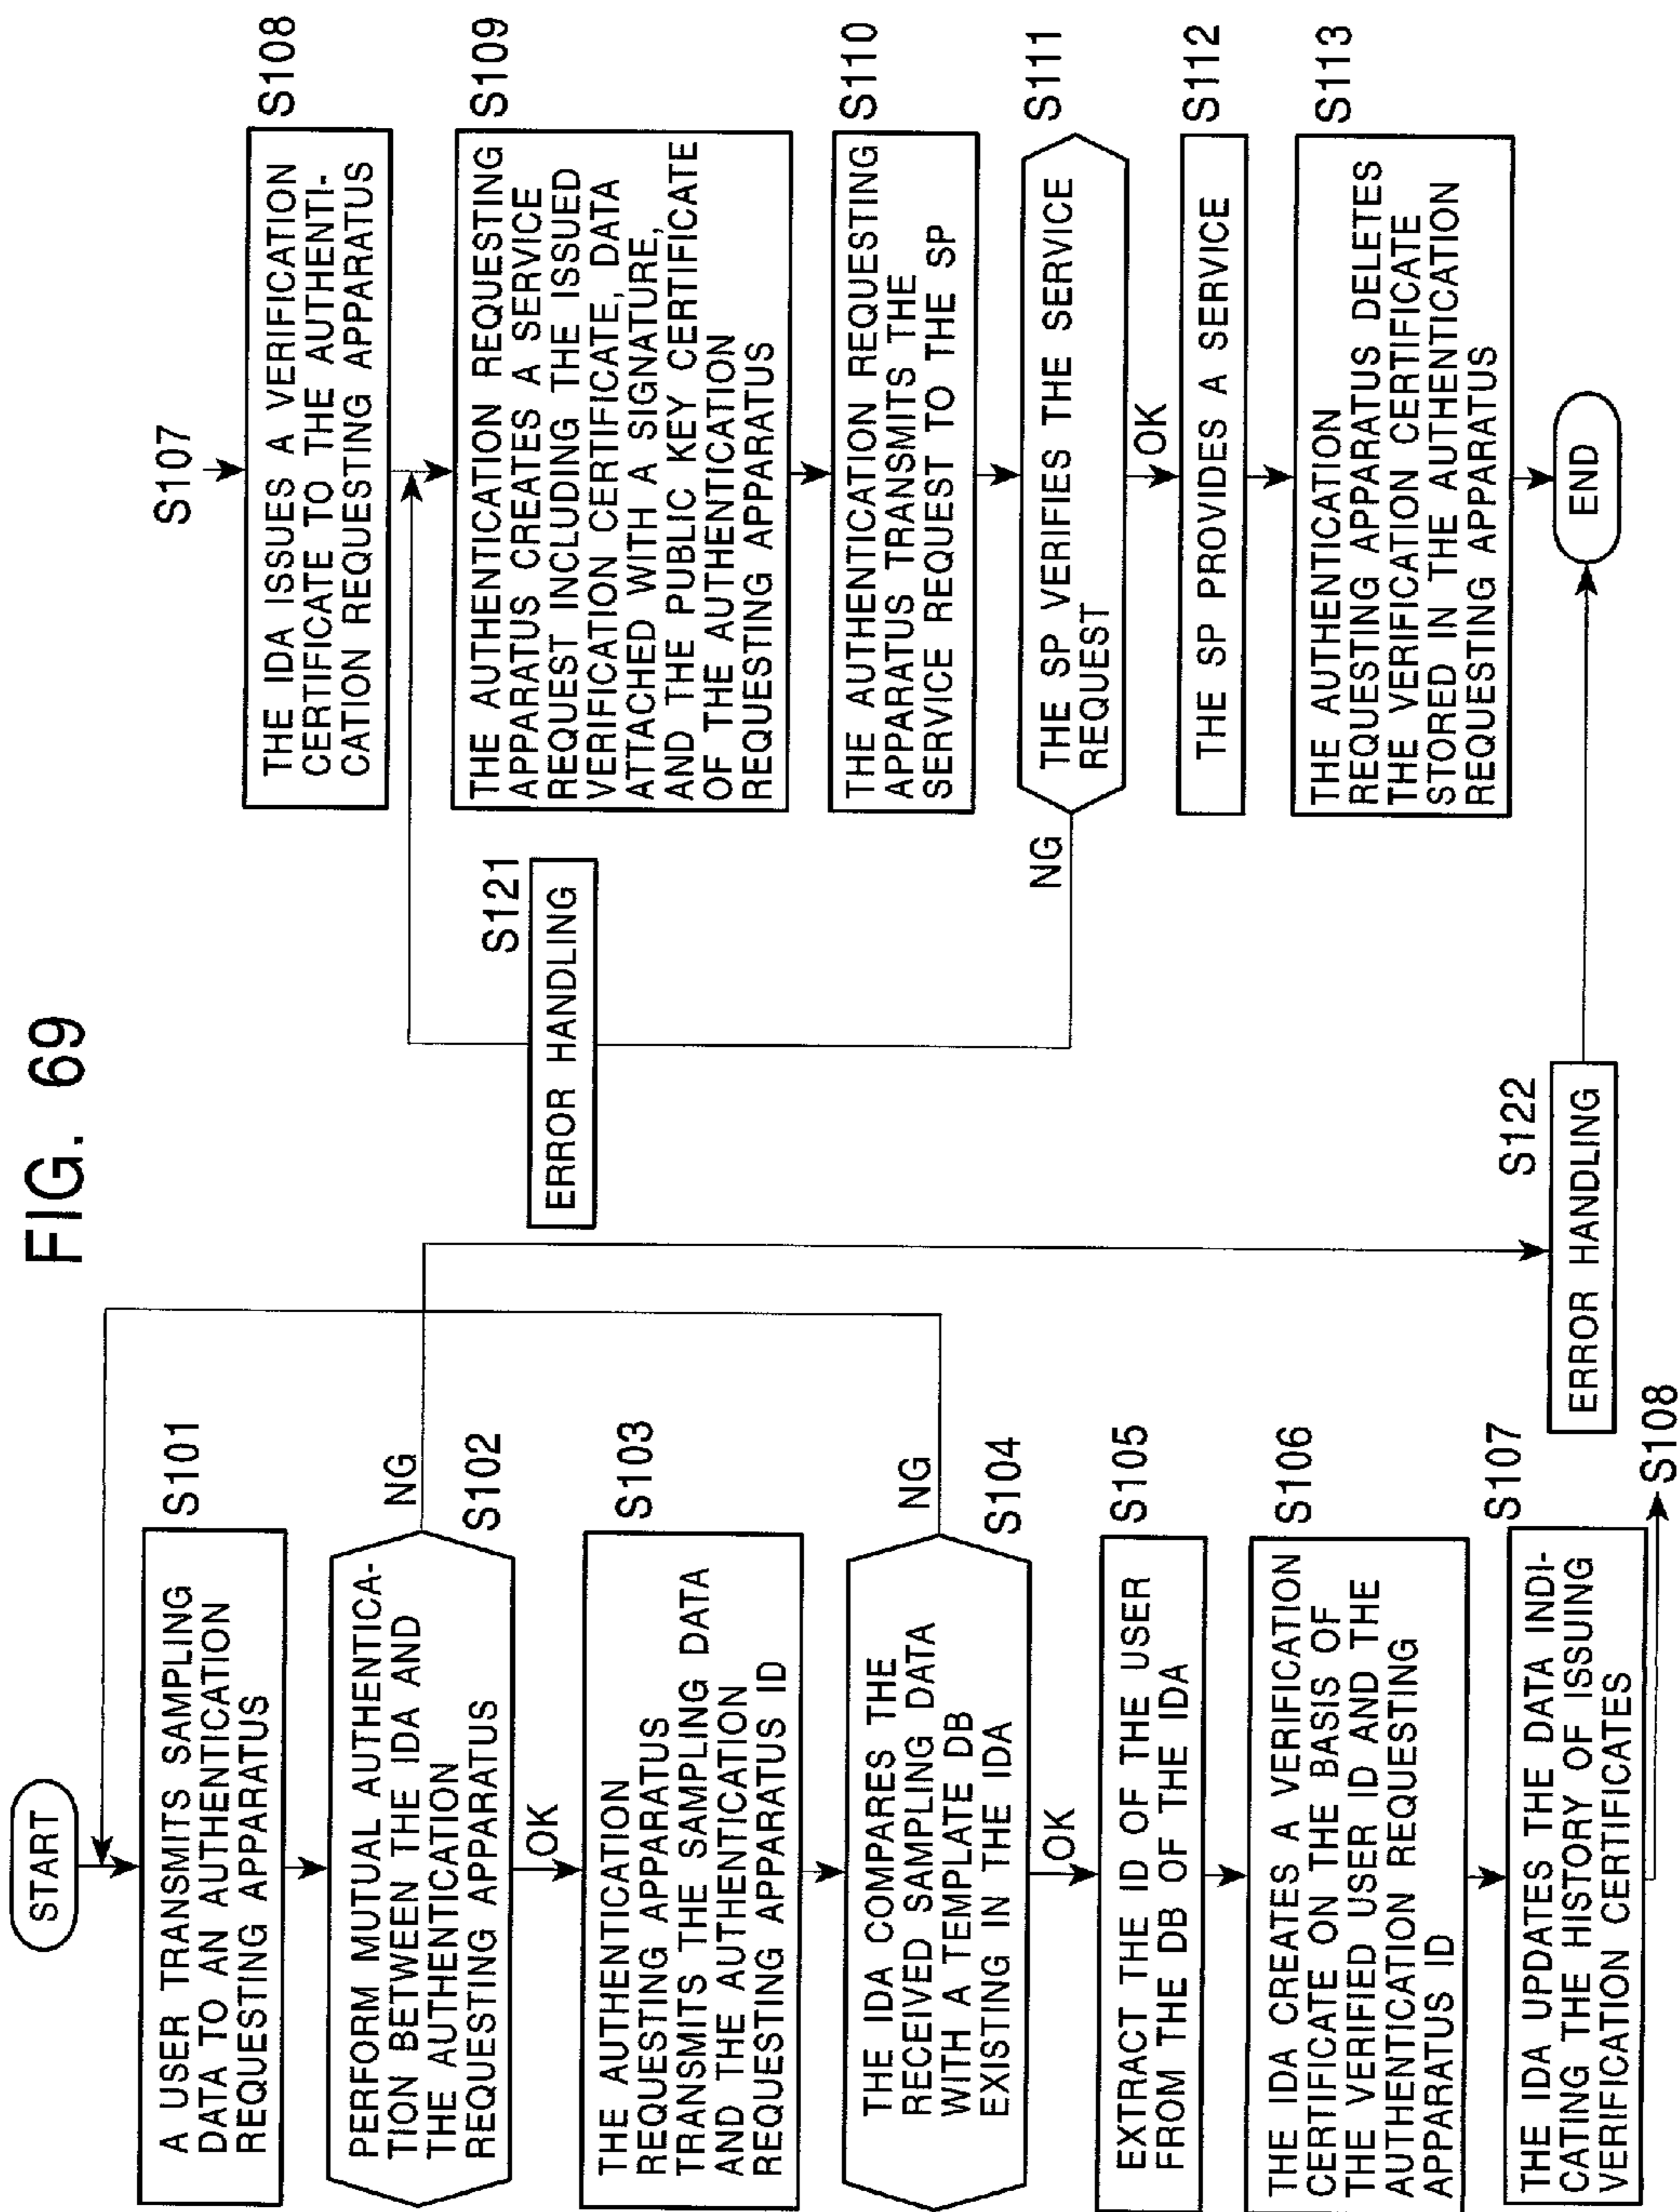 FIG. 69
START
S101
A USER TRANSMITS SAMPLING
DATA TO AN AUTHENTICATION
REQUESTING APPARATUS
S102
PERFORM MUTUAL AUTHENTICA-
TION BETWEEN THE IDA AND
THE AUTHENTICATION
REQUESTING APPARATUS
NG
OK
S103
THE AUTHENTICATION
REQUESTING APPARATUS
TRANSMITS THE SAMPLING DATA
AND THE AUTHENTICATION
REQUESTING APPARATUS ID
S104
THE IDA COMPARES THE
RECEIVED SAMPLING DATA
WITH A TEMPLATE DB
EXISTING IN THE IDA
NG
OK
S105
EXTRACT THE ID OF THE USER
FROM THE DB OF THE IDA
S106
THE IDA CREATES A VERIFICATION
CERTIFICATE ON THE BASIS OF
THE VERIFIED USER ID AND THE
AUTHENTICATION REQUESTING
APPARATUS ID
S107
THE IDA UPDATES THE DATA INDI-
CATING THE HISTORY OF ISSUING
VERIFICATION CERTIFICATES
S108
S107
S108
THE IDA ISSUES A VERIFICATION
CERTIFICATE TO THE AUTHENTI-
CATION REQUESTING APPARATUS
S109
THE AUTHENTICATION REQUESTING
APPARATUS CREATES A SERVICE
REQUEST INCLUDING THE ISSUED
VERIFICATION CERTIFICATE, DATA
ATTACHED WITH A SIGNATURE,
AND THE PUBLIC KEY CERTIFICATE
OF THE AUTHENTICATION
REQUESTING APPARATUS
S110
THE AUTHENTICATION REQUESTING
APPARATUS TRANSMITS THE
SERVICE REQUEST TO THE SP
S111
THE SP VERIFIES THE SERVICE
REQUEST
NG
OK
S121
ERROR HANDLING
S112
THE SP PROVIDES A SERVICE
S113
THE AUTHENTICATION
REQUESTING APPARATUS DELETES
THE VERIFICATION CERTIFICATE
STORED IN THE AUTHENTICATION
REQUESTING APPARATUS
S122
ERROR HANDLING
END